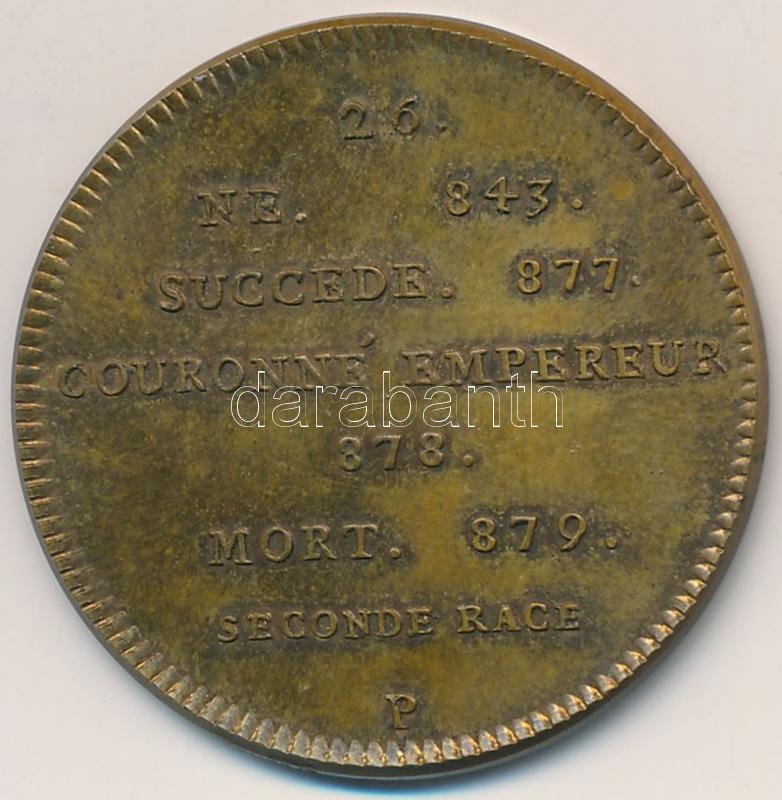 26.
NE. 843.
SUCCEDE. 877.
COURONNÉ EMPEREUR
darabanth
878.
MORT. 879.
SECONDE RACE
P